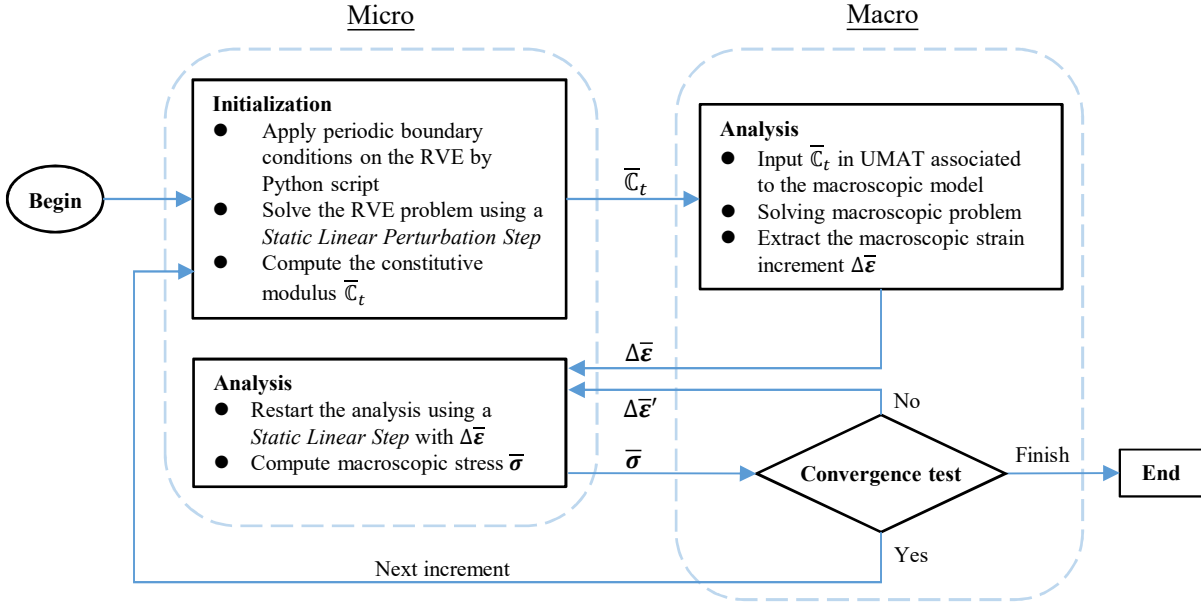 Micro
Macro
Begin
Initialization
● Apply periodic boundary
conditions on the RVE by
Python script
● Solve the RVE problem using a
Static Linear Perturbation Step
● Compute the constitutive
modulus ℂ̅ₜ
ℂ̅ₜ
Analysis
● Input ℂ̅ₜ in UMAT associated
to the macroscopic model
● Solving macroscopic problem
● Extract the macroscopic strain
increment Δε̅
Δε̅
Analysis
● Restart the analysis using a
Static Linear Step with Δε̅
● Compute macroscopic stress σ̅
Δε̅′
No
σ̅
Convergence test
Finish
End
Yes
Next increment